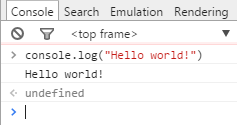 Console Search Emulation Rendering
<top frame>
> console.log("Hello world!")
Hello world!
<· undefined
>